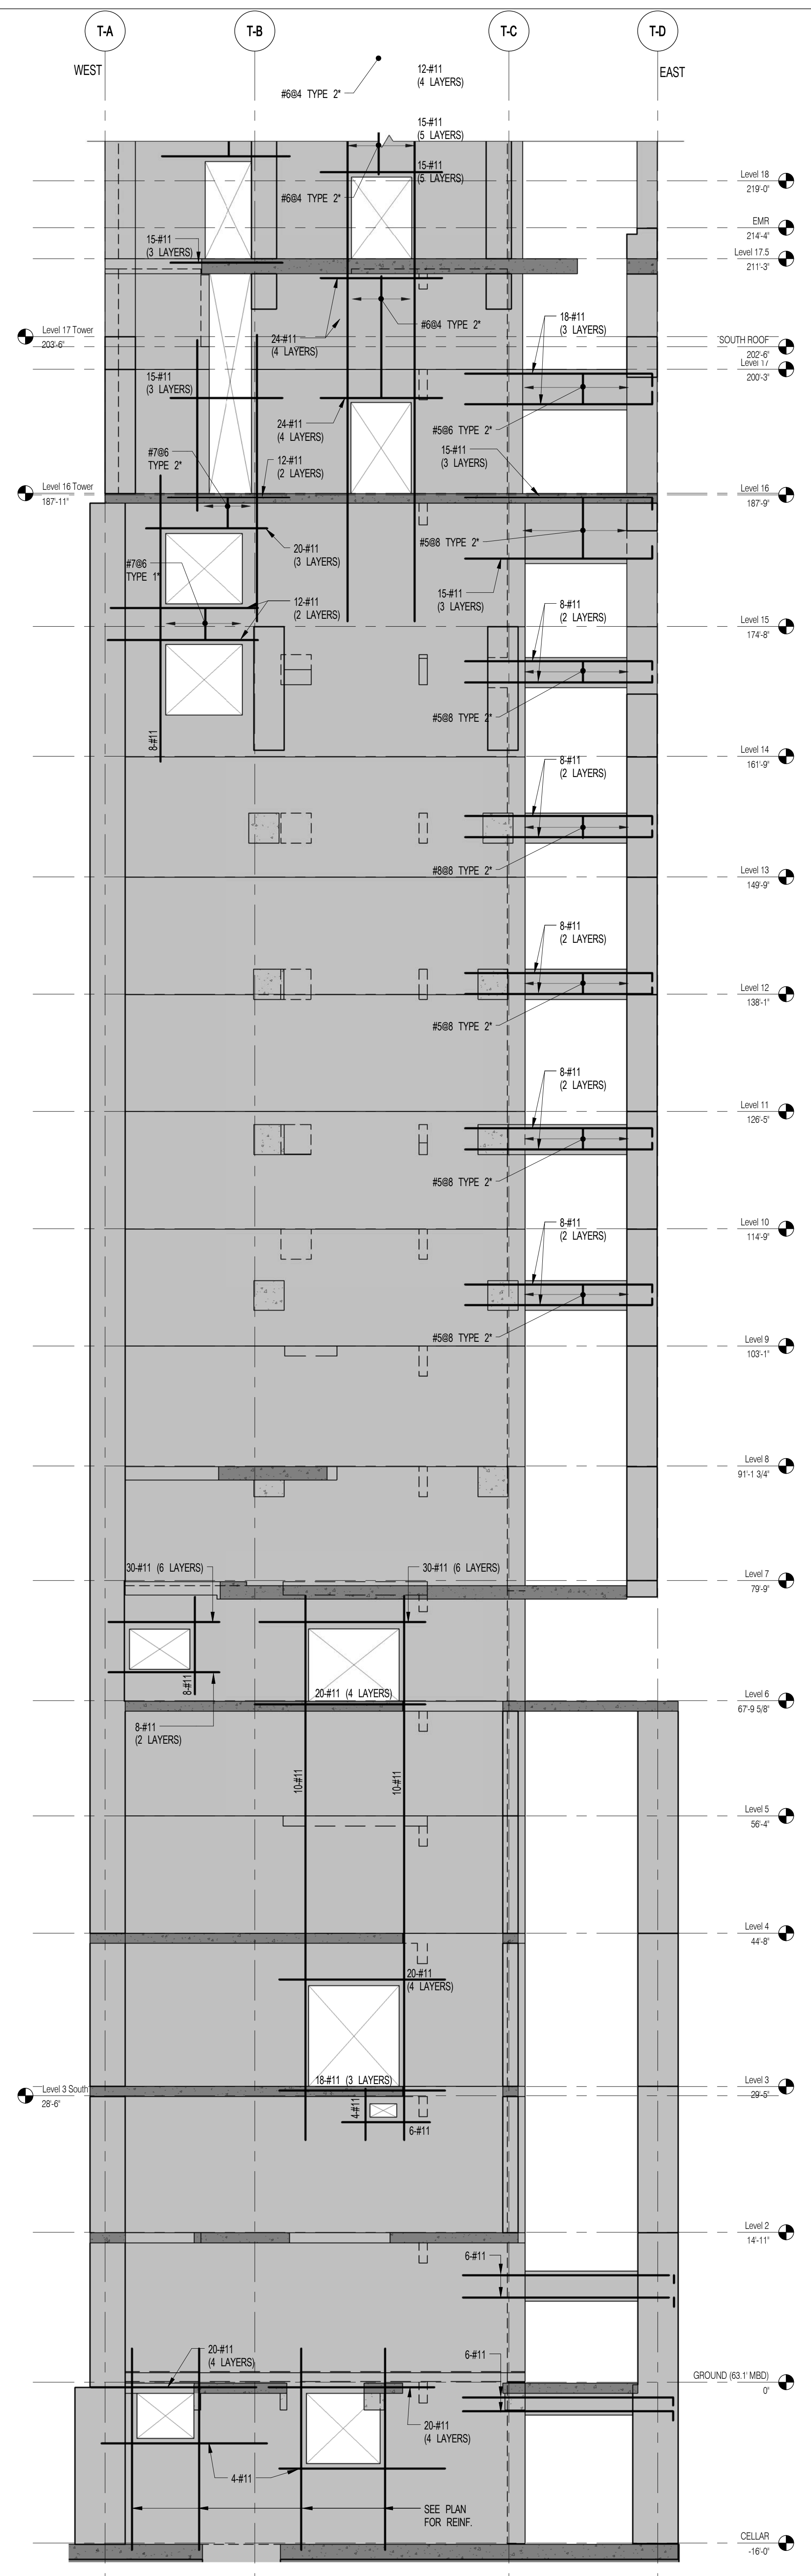 T-A
T-B
T-C
T-D
WEST
EAST
12-#11
(4 LAYERS)
#6@4 TYPE 2*
15-#11
(5 LAYERS)
15-#11
(5 LAYERS)
#6@4 TYPE 2*
Level 18
219'-0"
EMR
214'-4"
15-#11
(3 LAYERS)
Level 17.5
211'-3"
#6@4 TYPE 2*
18-#11
(3 LAYERS)
Level 17 Tower
203'-6"
24-#11
(4 LAYERS)
SOUTH ROOF
202'-6"
Level 17
200'-3"
15-#11
(3 LAYERS)
24-#11
(4 LAYERS)
#5@6 TYPE 2*
#7@6
TYPE 2*
12-#11
(2 LAYERS)
15-#11
(3 LAYERS)
Level 16 Tower
187'-11"
Level 16
187'-9"
20-#11
(3 LAYERS)
#5@8 TYPE 2*
#7@6
TYPE 1*
12-#11
(2 LAYERS)
15-#11
(3 LAYERS)
8-#11
(2 LAYERS)
Level 15
174'-8"
#5@8 TYPE 2*
8-#11
Level 14
161'-9"
8-#11
(2 LAYERS)
#8@8 TYPE 2*
Level 13
149'-9"
8-#11
(2 LAYERS)
Level 12
138'-1"
#5@8 TYPE 2*
8-#11
(2 LAYERS)
Level 11
126'-5"
#5@8 TYPE 2*
8-#11
(2 LAYERS)
Level 10
114'-9"
#5@8 TYPE 2*
Level 9
103'-1"
Level 8
91'-1 3/4"
30-#11 (6 LAYERS)
30-#11 (6 LAYERS)
Level 7
79'-9"
8-#11
20-#11 (4 LAYERS)
Level 6
67'-9 5/8"
8-#11
(2 LAYERS)
10-#11
10-#11
Level 5
56'-4"
Level 4
44'-8"
20-#11
(4 LAYERS)
18-#11 (3 LAYERS)
Level 3
29'-5"
Level 3 South
28'-6"
4-#11
6-#11
Level 2
14'-11"
6-#11
20-#11
(4 LAYERS)
6-#11
GROUND (63.1' MBD)
0"
20-#11
(4 LAYERS)
4-#11
SEE PLAN
FOR REINF.
CELLAR
-16'-0"